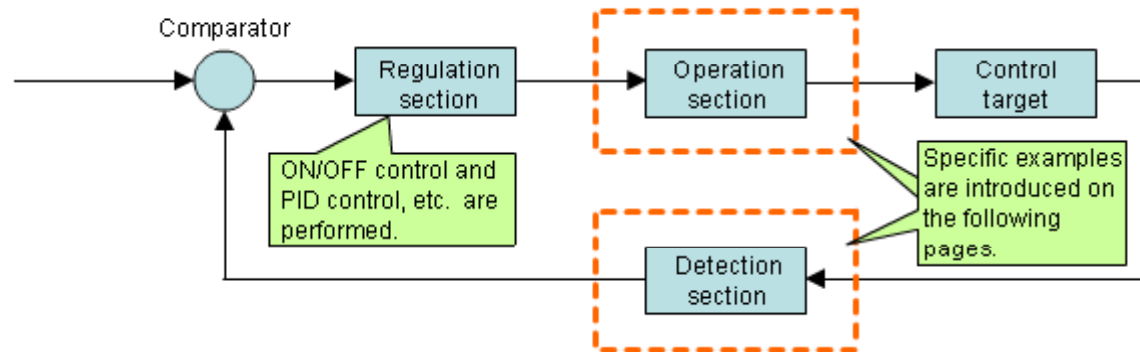 Comparator
Regulation
section
Operation
section
Control
target
ON/OFF control and
PID control, etc. are
performed.
Specific examples
are introduced on
the following
pages.
Detection
section